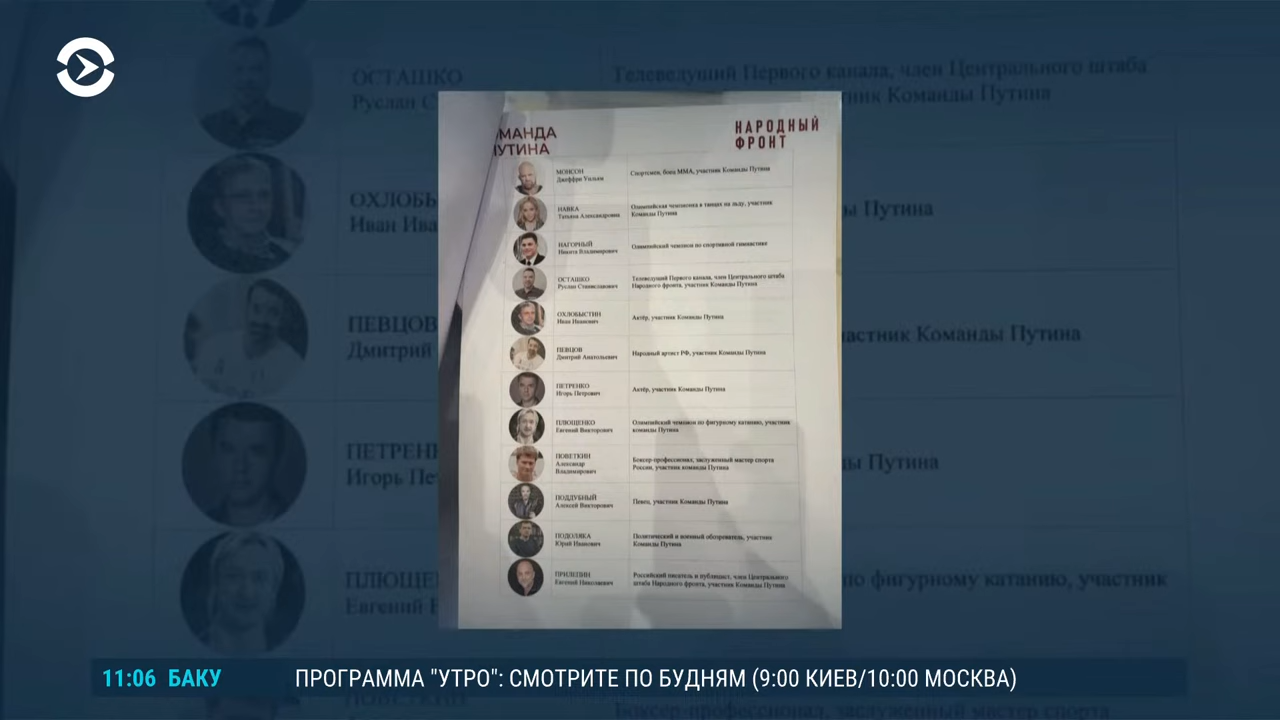 ОСТАШКО
Руслан С
Телеведущий Первого канала, член Центрального штаба
ник Команды Путина
МАНДА
ПУТИНА
НАРОДНЫЙ
ФРОНТ
МОНСОН
Джеффри Уильям
Спортсмен, боец ММА, участник Команды Путина
НАВКА
Татьяна Александровна
Олимпийская чемпионка в танцах на льду, участник
Команды Путина
НАГОРНЫЙ
Никита Владимирович
Олимпийский чемпион по спортивной гимнастике
ОСТАШКО
Руслан Станиславович
Телеведущий Первого канала, член Центрального штаба
Народного фронта, участник Команды Путина
ОХЛОБЫСТИН
Иван Иванович
Актёр, участник Команды Путина
ПЕВЦОВ
Дмитрий Анатольевич
Народный артист РФ, участник Команды Путина
ПЕТРЕНКО
Игорь Петрович
Актёр, участник Команды Путина
ПЛЮЩЕНКО
Евгений Викторович
Олимпийский чемпион по фигурному катанию, участник
команды Путина
ПОВЕТКИН
Александр
Владимирович
Боксер-профессионал, заслуженный мастер спорта
России, участник команды Путина
ПОДДУБНЫЙ
Алексей Викторович
Певец, участник Команды Путина
ПОДОЛЯКА
Юрий Иванович
Политический и военный обозреватель, участник
Команды Путина
ПРИЛЕПИН
Евгений Николаевич
Российский писатель и публицист, член Центрального
штаба Народного фронта, участник Команды Путина
ОХЛОБЫ
Иван Ива
ы Путина
ПЕВЦОВ
Дмитрий
астник Команды Путина
ПЕТРЕН
Игорь Пе
ы Путина
ПЛЮЩЕ
Евгений
по фигурному катанию, участник
11:06 БАКУ
ПРОГРАММА "УТРО": СМОТРИТЕ ПО БУДНЯМ (9:00 КИЕВ/10:00 МОСКВА)
ПОВЕТКИН
Боксер-профессионал, заслуженный мастер спорта